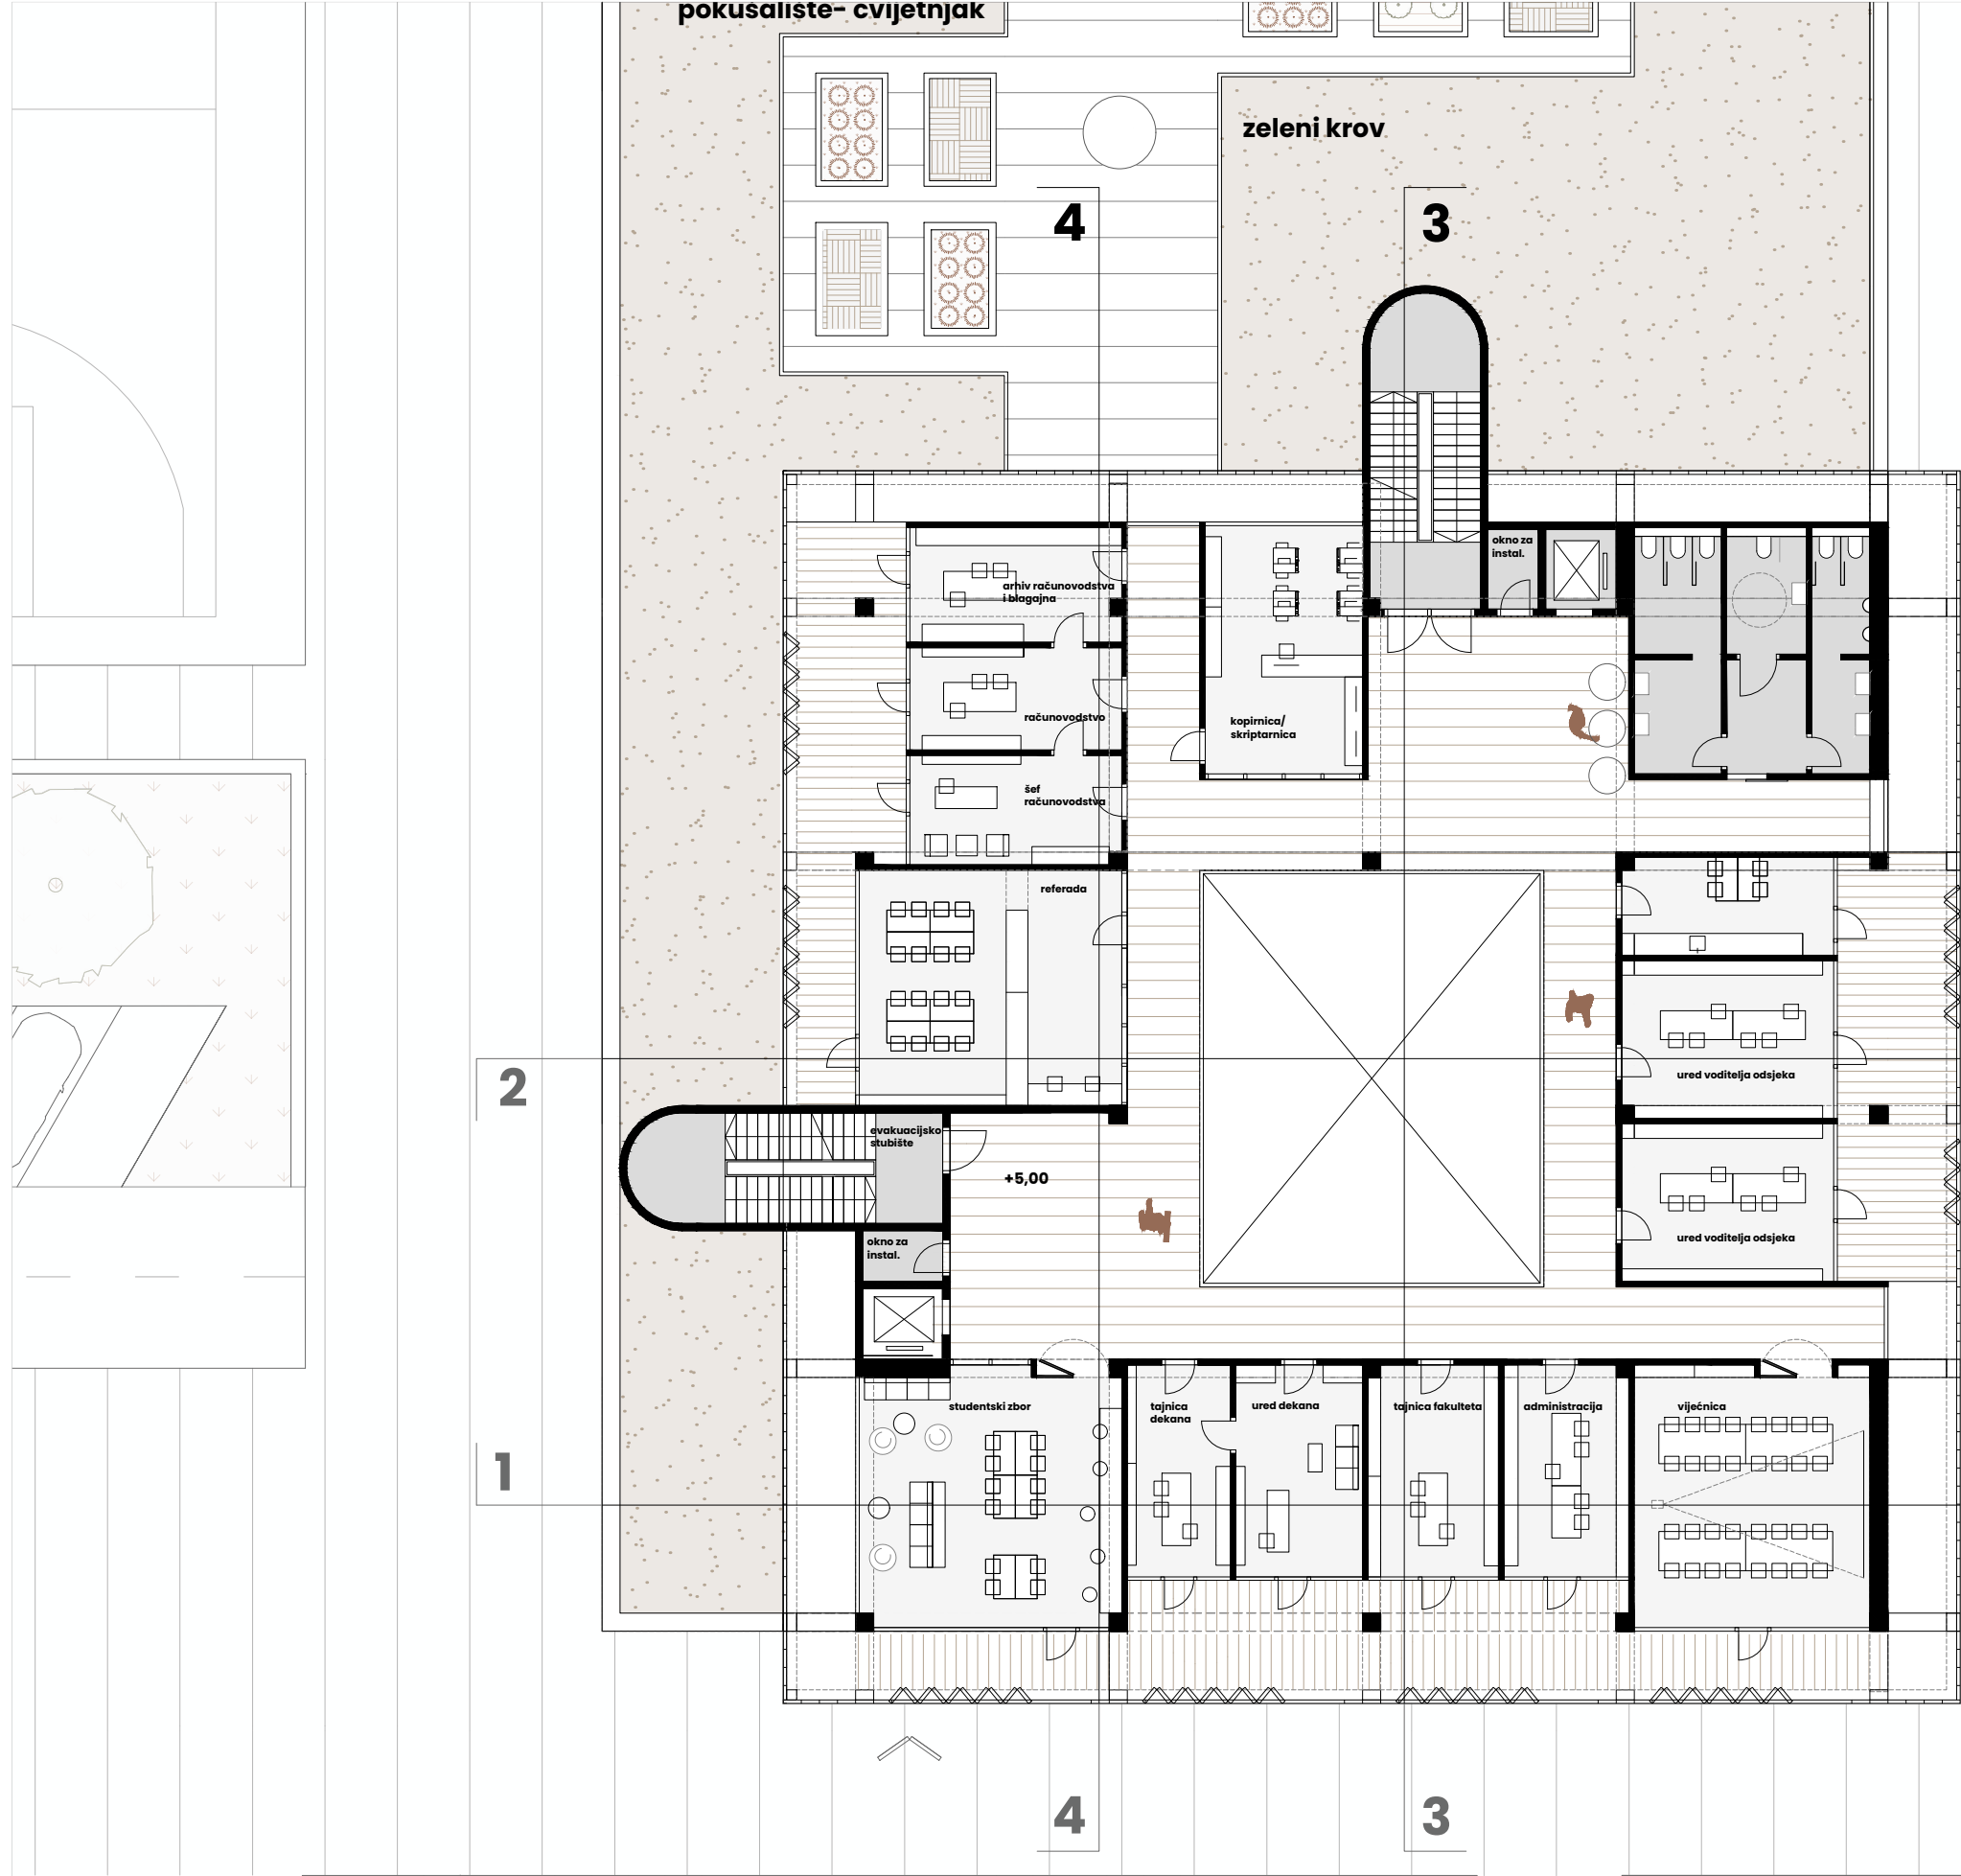 pokušalište- cvijetnjak
zeleni krov
4
3
okno za
instal.
arhiv računovodstva
i blagajna
računovodstvo
kopirnica/
skriptarnica
šef
računovodstva
referada
2
ured voditelja odsjeka
evakuacijsko
stubište
+5,00
ured voditelja odsjeka
okno za
instal.
studentski zbor
tajnica
dekana
ured dekana
tajnica fakulteta
administracija
vijećnica
1
4
3